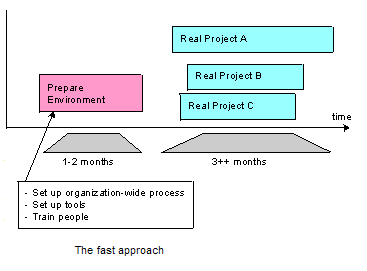 Real Project A
Real Project B
Prepare
Environment
Real Project C
time
1-2 months
3++ months
- Set up organization-wide process
- Set up tools
- Train people
The fast approach